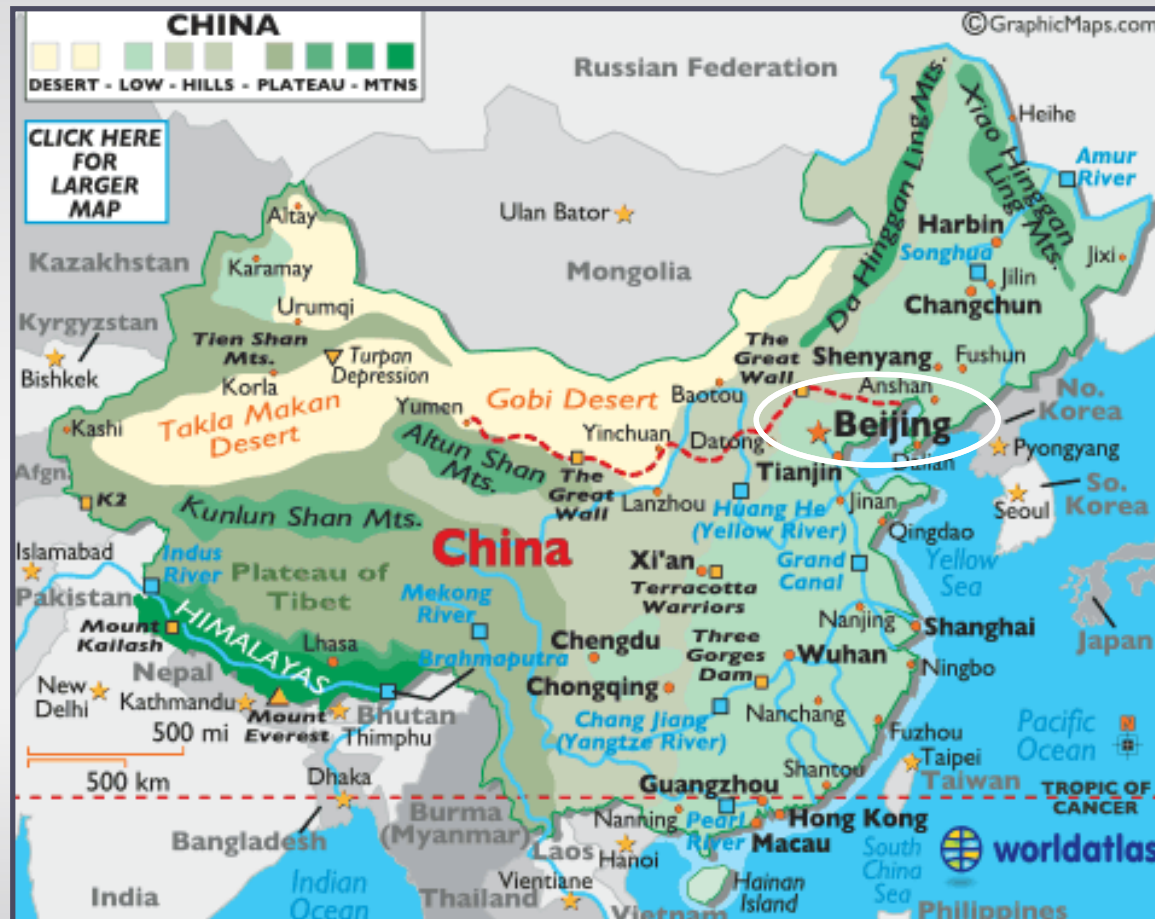 CHINA
©GraphicMaps.com
DESERT - LOW - HILLS - PLATEAU - MTNS
Russian Federation
CLICK HERE
FOR
LARGER
MAP
Heihe
Amur
River
Da Hinggan Ling Mts.
Xiao Hinggan
Ling Mts.
Altay
Ulan Bator
Harbin
Songhua
Jixi
Kazakhstan
Karamay
Mongolia
Jilin
Changchun
Urumqi
Kyrgyzstan
Tien Shan
Mts.
Turpan
Depression
The
Great
Wall
Shenyang
Fushun
Bishkek
Korla
Anshan
No.
Korea
Yumen
Gobi Desert
Baotou
Takla Makan
Desert
Kashi
Beijing
Yinchuan
Datong
Altun Shan
Mts.
Dalian
Pyongyang
Afgn.
Tianjin
The
Great
Wall
Lanzhou
So.
Korea
K2
Kunlun Shan Mts.
Huang He
(Yellow River)
Jinan
Seoul
Qingdao
China
Islamabad
Indus
River
Xi'an
Grand
Canal
Yellow
Sea
Plateau of
Tibet
Mekong
River
Terracotta
Warriors
Pakistan
HIMALAYAS
Nanjing
Shanghai
Japan
Mount
Kailash
Lhasa
Chengdu
Three
Gorges
Dam
Wuhan
Brahmaputra
Ningbo
Nepal
New
Delhi
Kathmandu
Chongqing
Mount
Everest
Bhutan
Thimphu
Nanchang
Chang Jiang
(Yangtze River)
Pacific
Ocean
N
500 mi
Fuzhou
Taipei
500 km
Dhaka
Shantou
Taiwan
Guangzhou
TROPIC OF
CANCER
Burma
(Myanmar)
Nanning
Pearl
River
Hong Kong
Macau
Bangladesh
Laos
Hanoi
South
China
Sea
worldatlas
India
Indian
Ocean
Vientiane
Hainan
Island
Thailand
Vietnam
Philippines